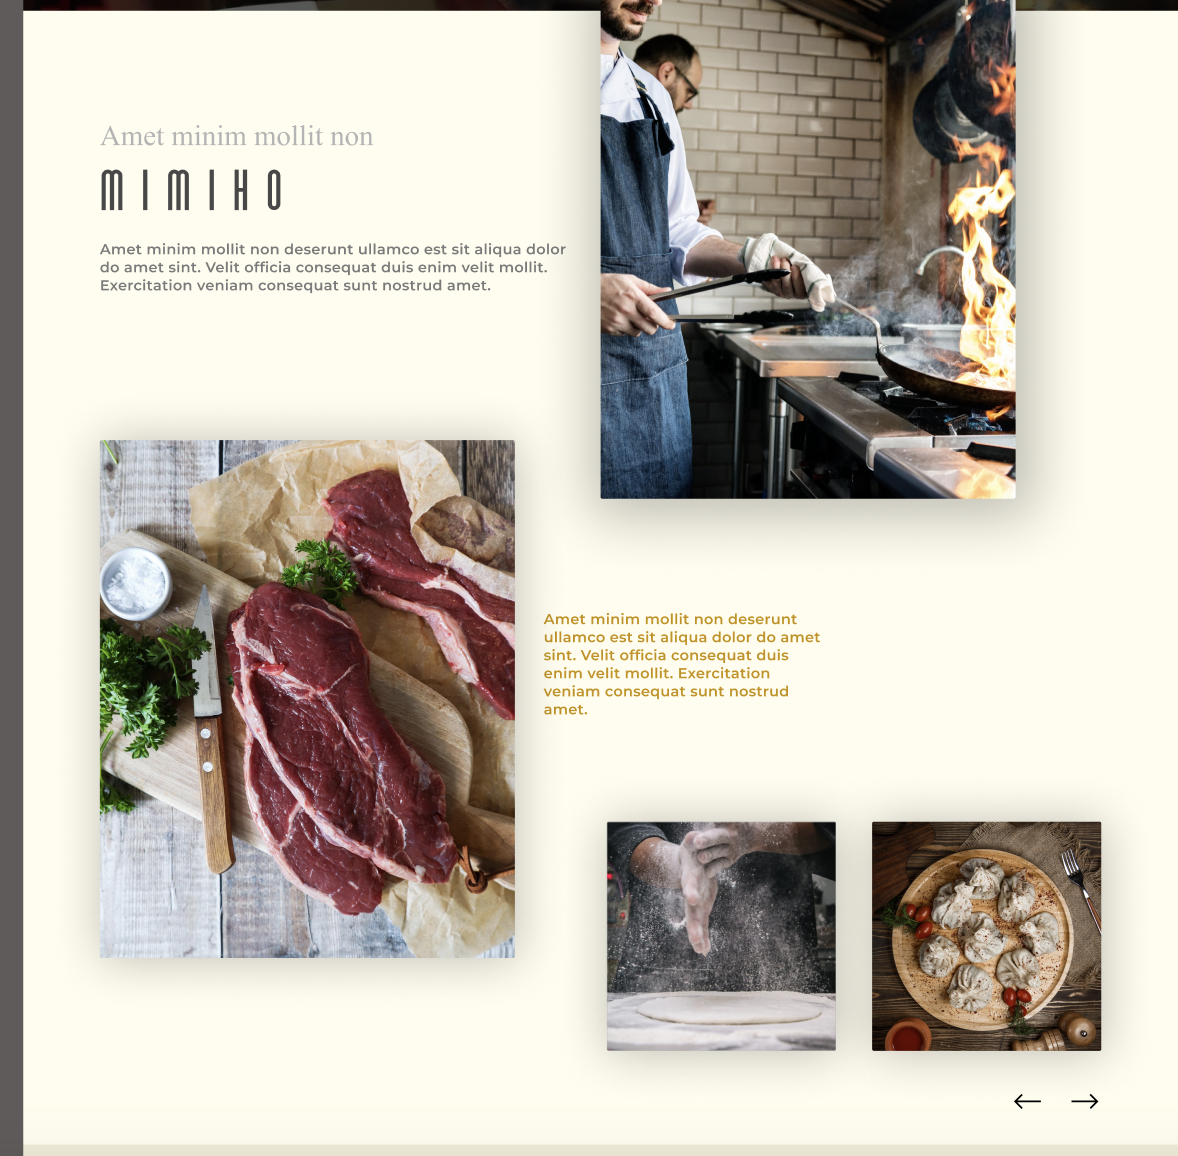 Amet minim mollit non
MIMIHO
Amet minim mollit non deserunt ullamco est sit aliqua dolor
do amet sint. Velit officia consequat duis enim velit mollit.
Exercitation veniam consequat sunt nostrud amet.
Amet minim mollit non deserunt
ullamco est sit aliqua dolor do amet
sint. Velit officia consequat duis
enim velit mollit. Exercitation
veniam consequat sunt nostrud
amet.